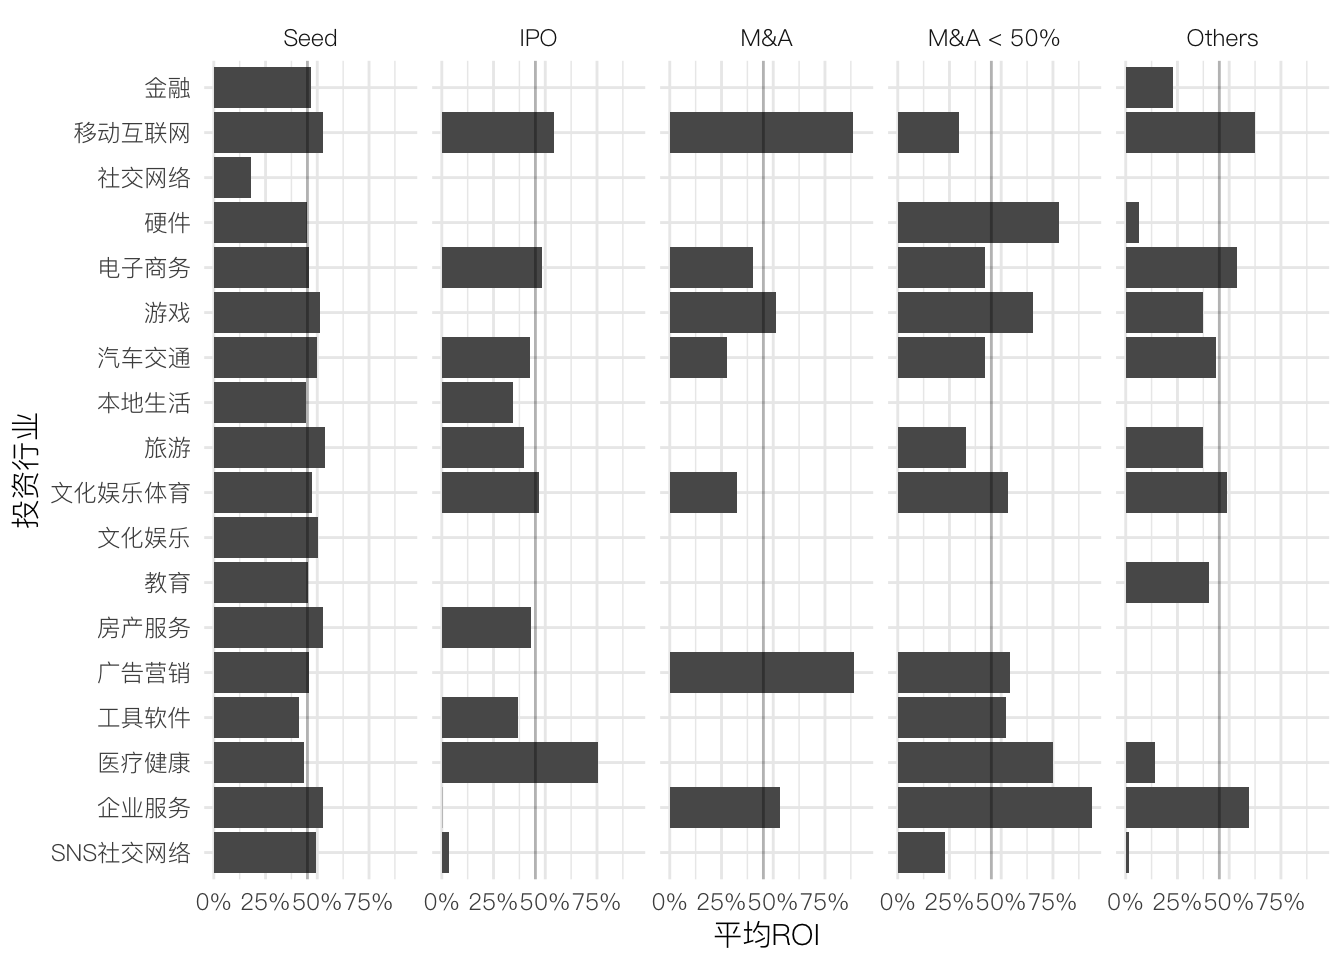 Seed IPO M&A M&A < 50% Others
投资行业
金融
移动互联网
社交网络
硬件
电子商务
游戏
汽车交通
本地生活
旅游
文化娱乐体育
文化娱乐
教育
房产服务
广告营销
工具软件
医疗健康
企业服务
SNS社交网络
0% 25% 50% 75% 0% 25% 50% 75% 0% 25% 50% 75% 0% 25% 50% 75% 0% 25% 50% 75%
平均ROI